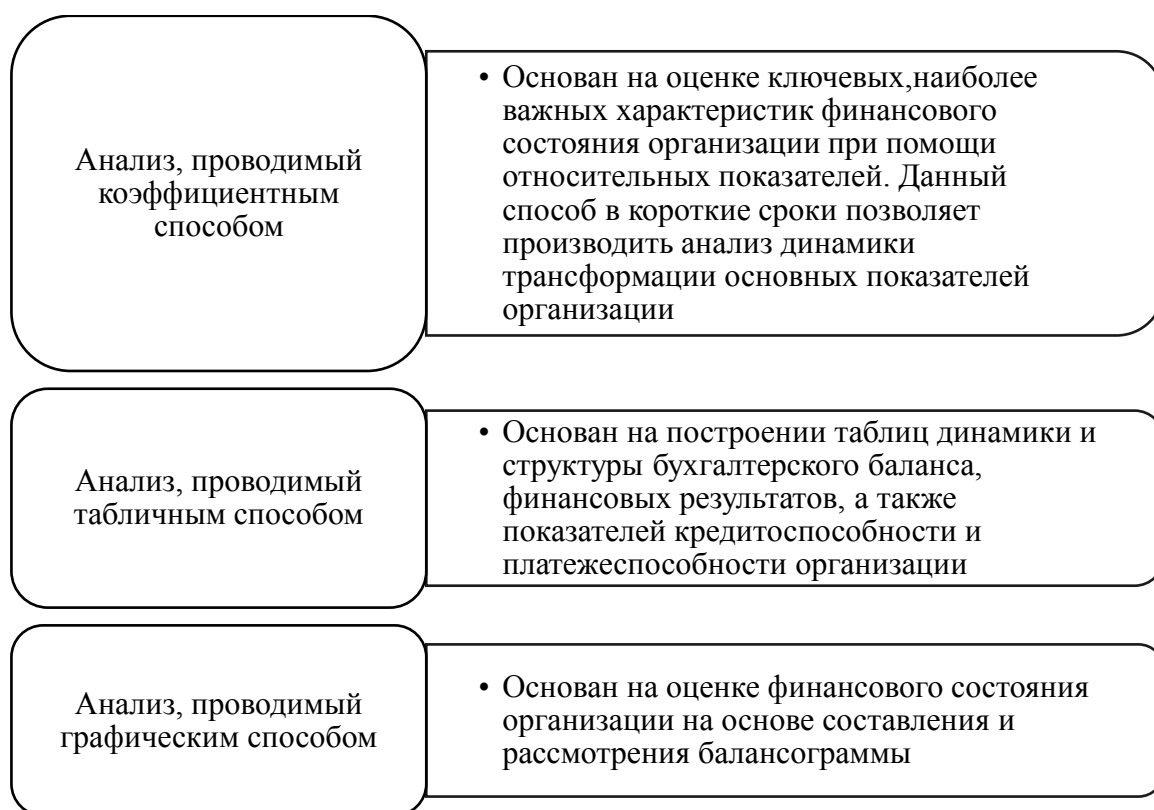 Анализ, проводимый
коэффициентным
способом
• Основан на оценке ключевых,наиболее
важных характеристик финансового
состояния организации при помощи
относительных показателей. Данный
способ в короткие сроки позволяет
производить анализ динамики
трансформации основных показателей
организации
Анализ, проводимый
табличным способом
• Основан на построении таблиц динамики и
структуры бухгалтерского баланса,
финансовых результатов, а также
показателей кредитоспособности и
платежеспособности организации
Анализ, проводимый
графическим способом
• Основан на оценке финансового состояния
организации на основе составления и
рассмотрения балансограммы